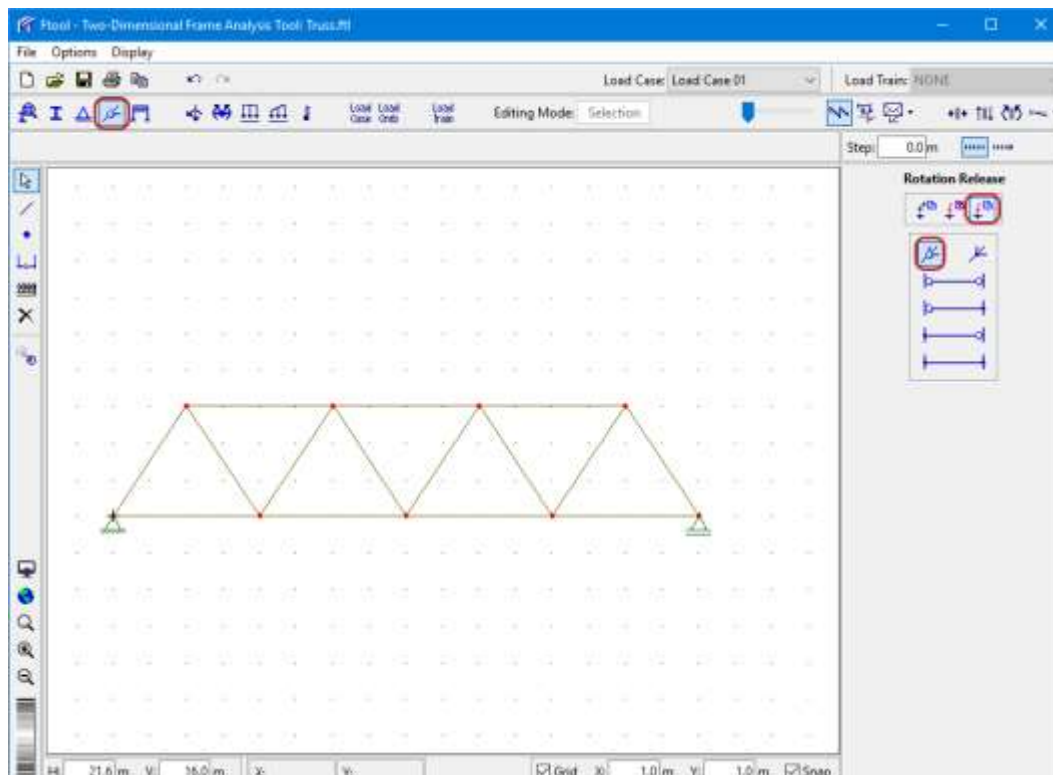 Ftool - Two-Dimensional Frame Analysis Tool: Truss.ftl
File Options Display
Load Case: Load Case 01 Load Train: NONE
Load Case Load Cmb Load Train Editing Mode: Selection
Step: 0.0 m
Rotation Release
H: 21.6 m V: 16.0 m X: Y: Grid X: 1.0 m Y: 1.0 m Snap